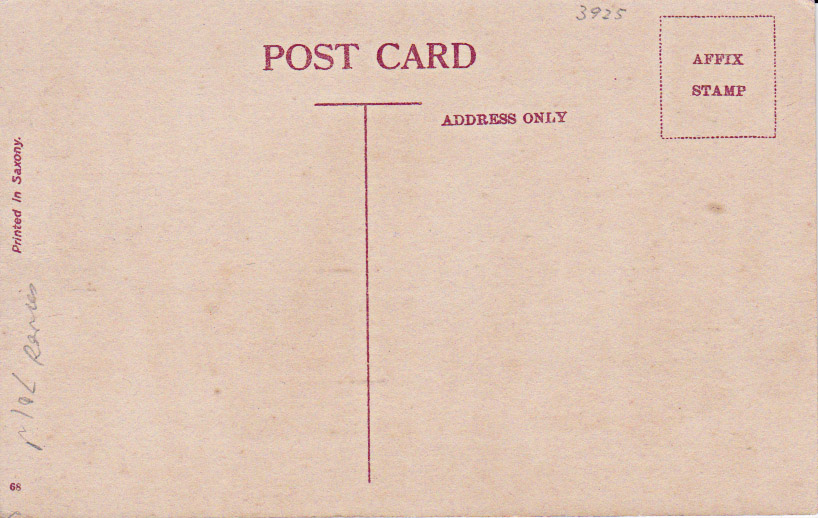 3925
POST CARD
AFFIX
STAMP
ADDRESS ONLY
Printed in Saxony.
68